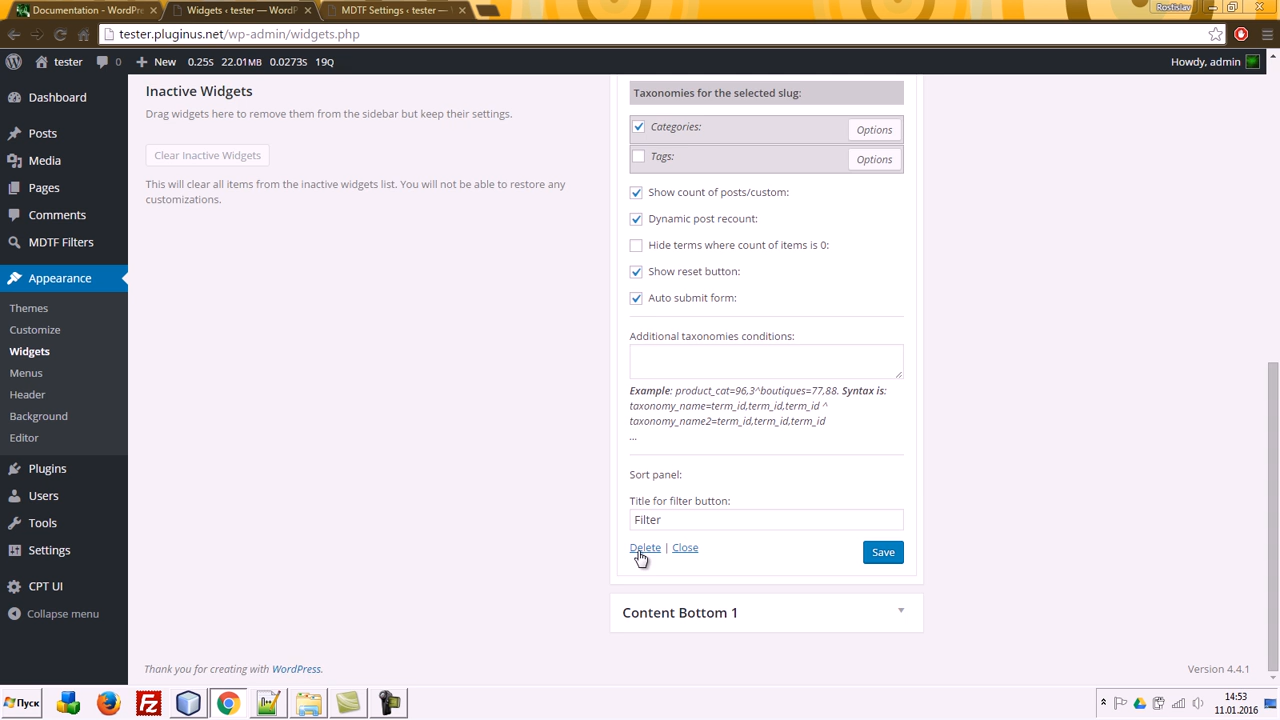 Documentation - WordPr
Widgets ‹ tester — WordP
MDTF Settings ‹ tester — V
Rostislav
tester.pluginus.net/wp-admin/widgets.php
tester
0
New
0.25s
22.01MB
0.0273s
19Q
Howdy, admin
Dashboard
Posts
Media
Pages
Comments
MDTF Filters
Appearance
Themes
Customize
Widgets
Menus
Header
Background
Editor
Plugins
Users
Tools
Settings
CPT UI
Collapse menu
Inactive Widgets
Drag widgets here to remove them from the sidebar but keep their settings.
Clear Inactive Widgets
This will clear all items from the inactive widgets list. You will not be able to restore any
customizations.
Taxonomies for the selected slug:
Categories:
Options
Tags:
Options
Show count of posts/custom:
Dynamic post recount:
Hide terms where count of items is 0:
Show reset button:
Auto submit form:
Additional taxonomies conditions:
Example: product_cat=96,3^boutiques=77,88. Syntax is:
taxonomy_name=term_id,term_id,term_id ^
taxonomy_name2=term_id,term_id,term_id
...
Sort panel:
Title for filter button:
Filter
Delete | Close
Save
Content Bottom 1
Thank you for creating with WordPress.
Version 4.4.1
Пуск
14:53
11.01.2016